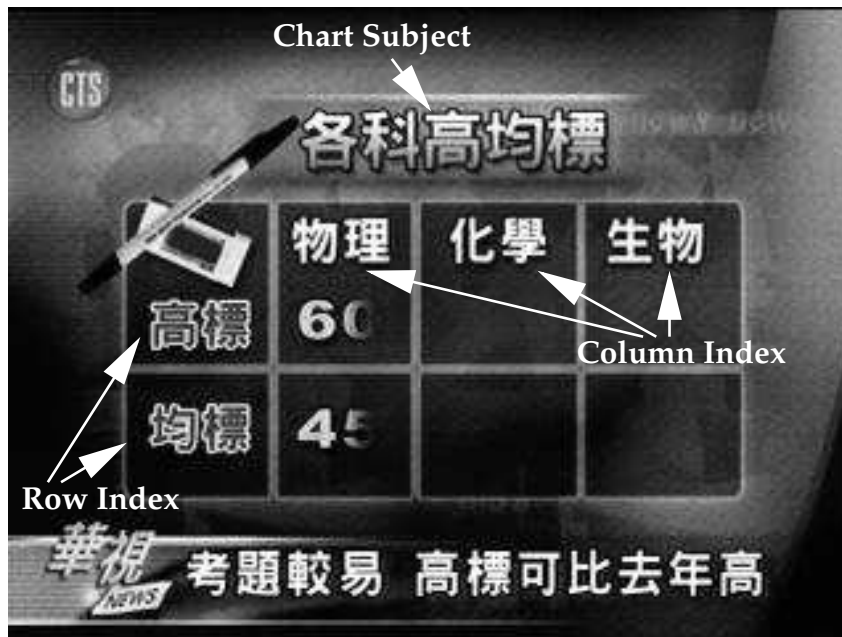 Chart Subject
CTS
各科高均標
物理 化學 生物
高標 60
Column Index
均標 45
Row Index
華視
NEWS
考題較易 高標可比去年高